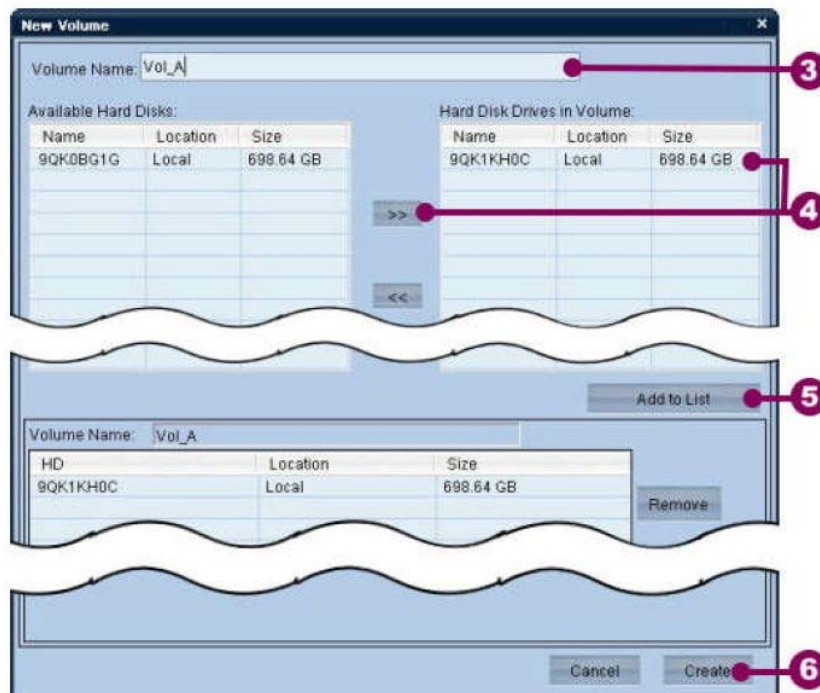 New Volume x
Volume Name: Vol_A 3
Available Hard Disks: Hard Disk Drives in Volume:
Name Location Size Name Location Size
9QK0BG1G Local 698.64 GB 9QK1KH0C Local 698.64 GB
>> 4
<<
Add to List 5
Volume Name: Vol_A
HD Location Size
9QK1KH0C Local 698.64 GB
Remove
Cancel Create 6